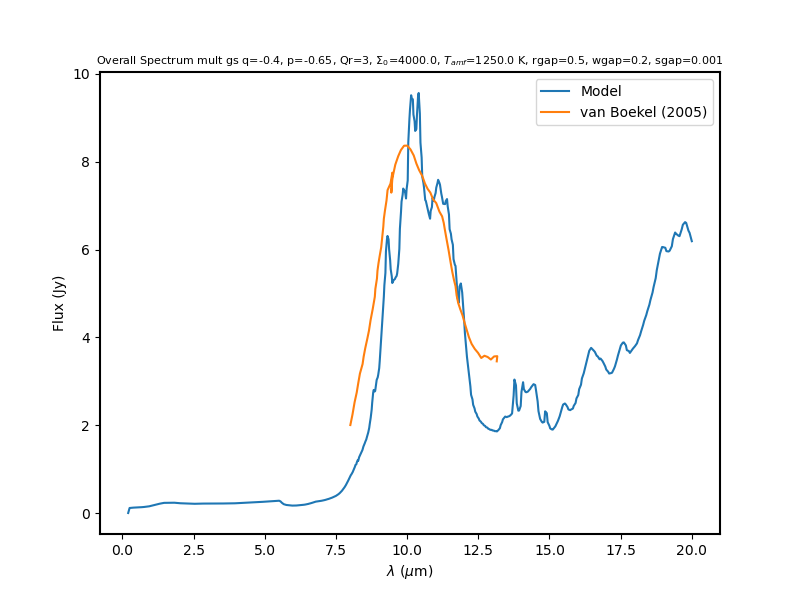 Overall Spectrum mult gs q=-0.4, p=-0.65, Qr=3, Σ₀=4000.0, T_amf=1250.0 K, rgap=0.5, wgap=0.2, sgap=0.001
Model
van Boekel (2005)
10
8
6
4
2
0
Flux (Jy)
0.0 2.5 5.0 7.5 10.0 12.5 15.0 17.5 20.0
λ (μm)